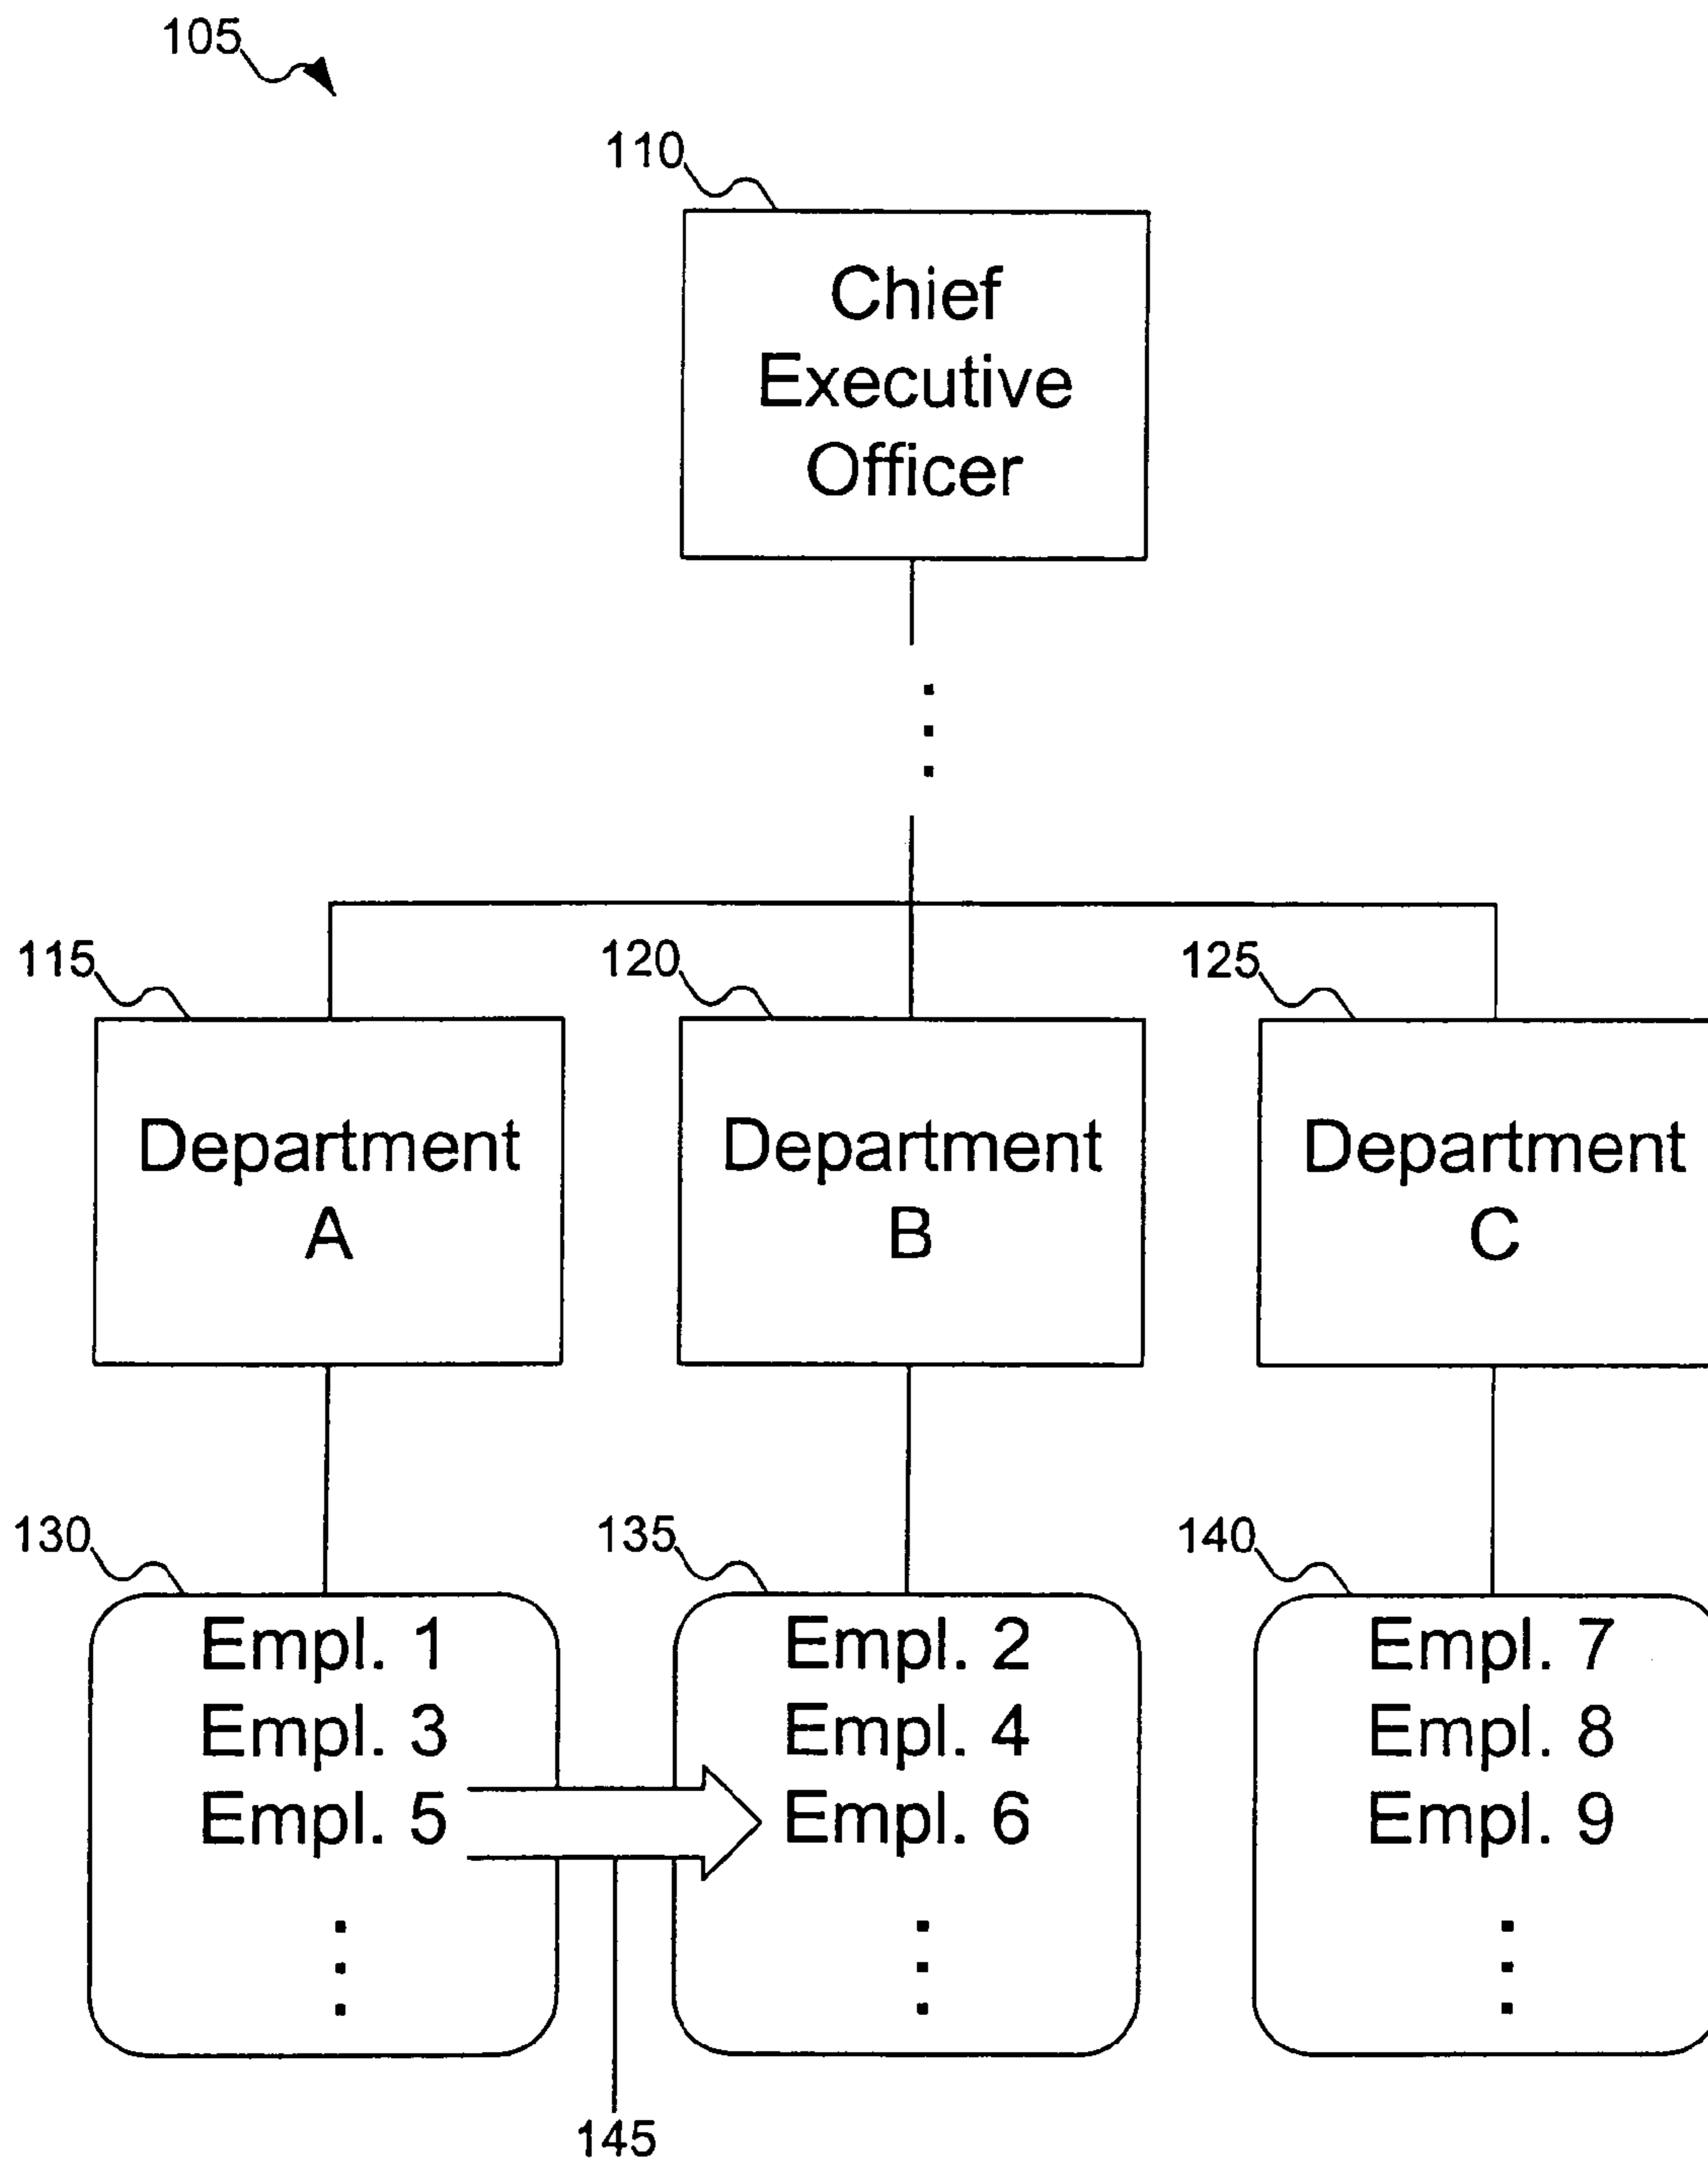 105
110
Chief
Executive
Officer
115
120
125
Department
A
Department
B
Department
C
130
135
140
Empl. 1
Empl. 3
Empl. 5
Empl. 2
Empl. 4
Empl. 6
Empl. 7
Empl. 8
Empl. 9
145